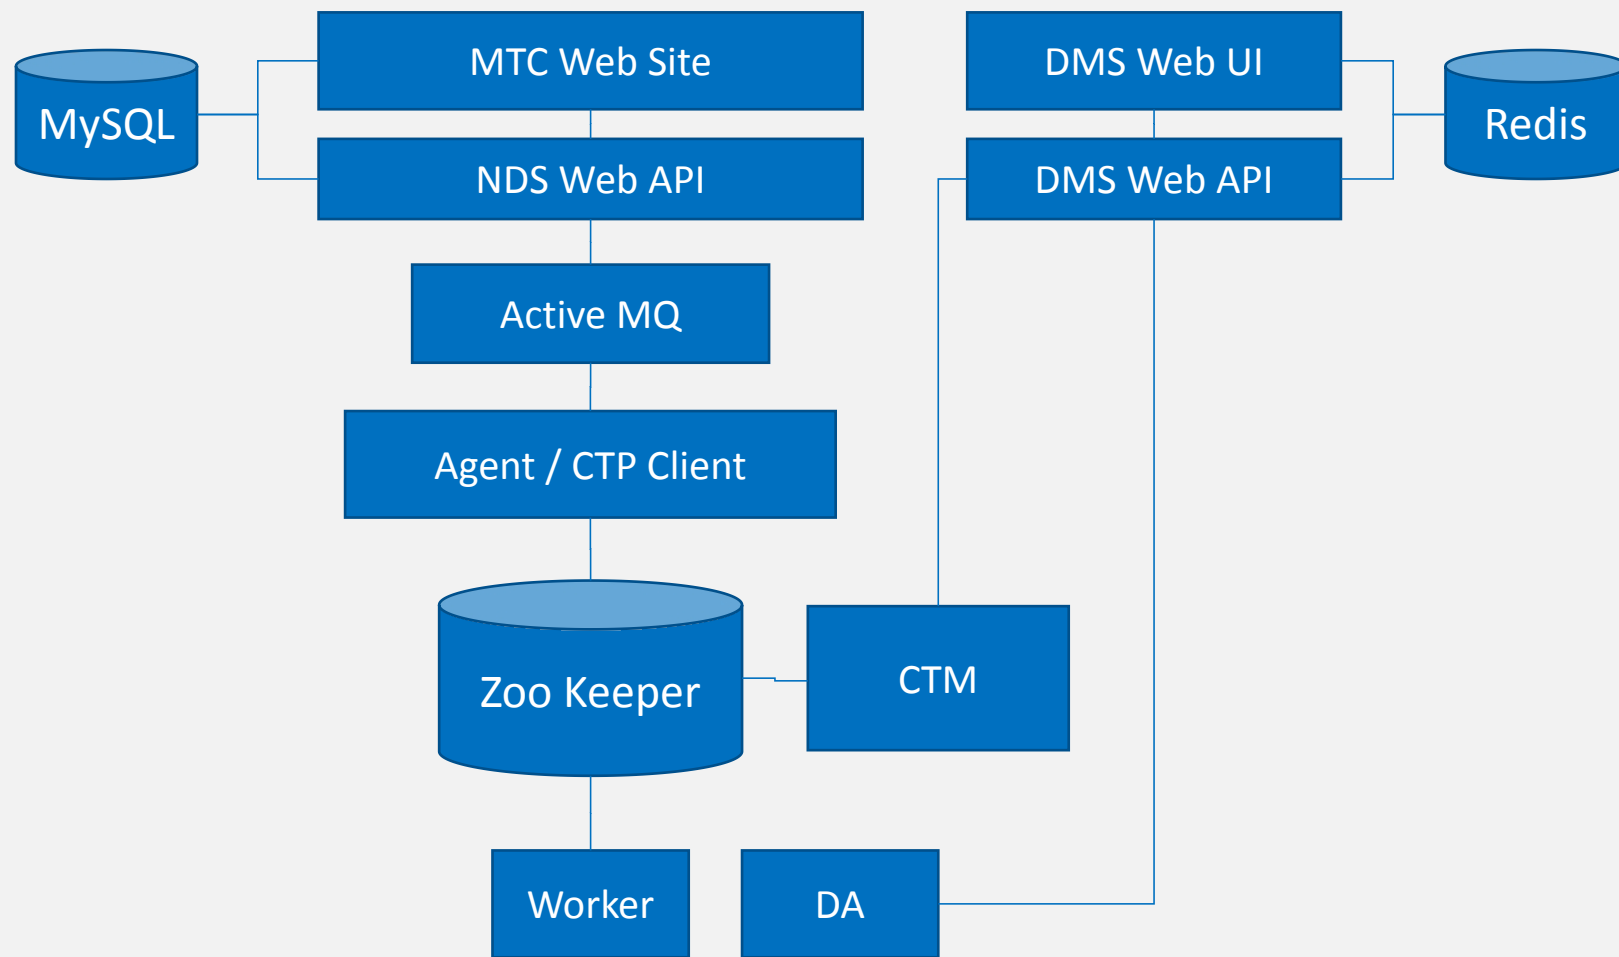 MTC Web Site
DMS Web UI
MySQL
Redis
NDS Web API
DMS Web API
Active MQ
Agent / CTP Client
Zoo Keeper
CTM
Worker
DA